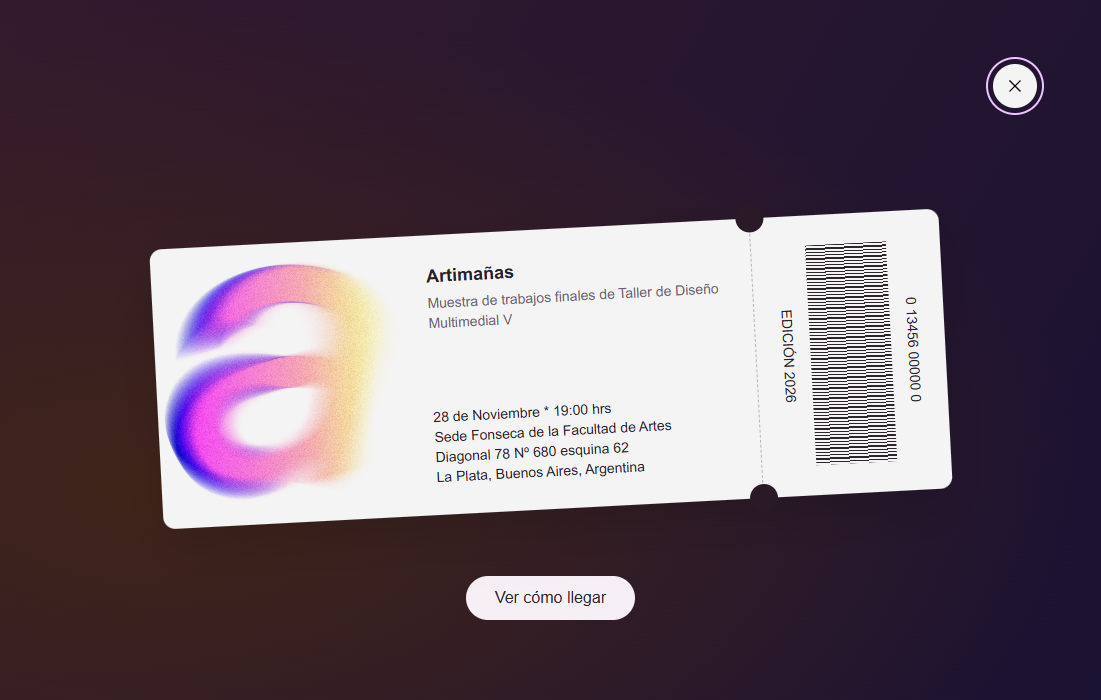 a
Artimañas
Muestra de trabajos finales de Taller de Diseño
Multimedial V
28 de Noviembre * 19:00 hrs
Sede Fonseca de la Facultad de Artes
Diagonal 78 Nº 680 esquina 62
La Plata, Buenos Aires, Argentina
EDICIÓN 2026
0 13456 00000 0
Ver cómo llegar